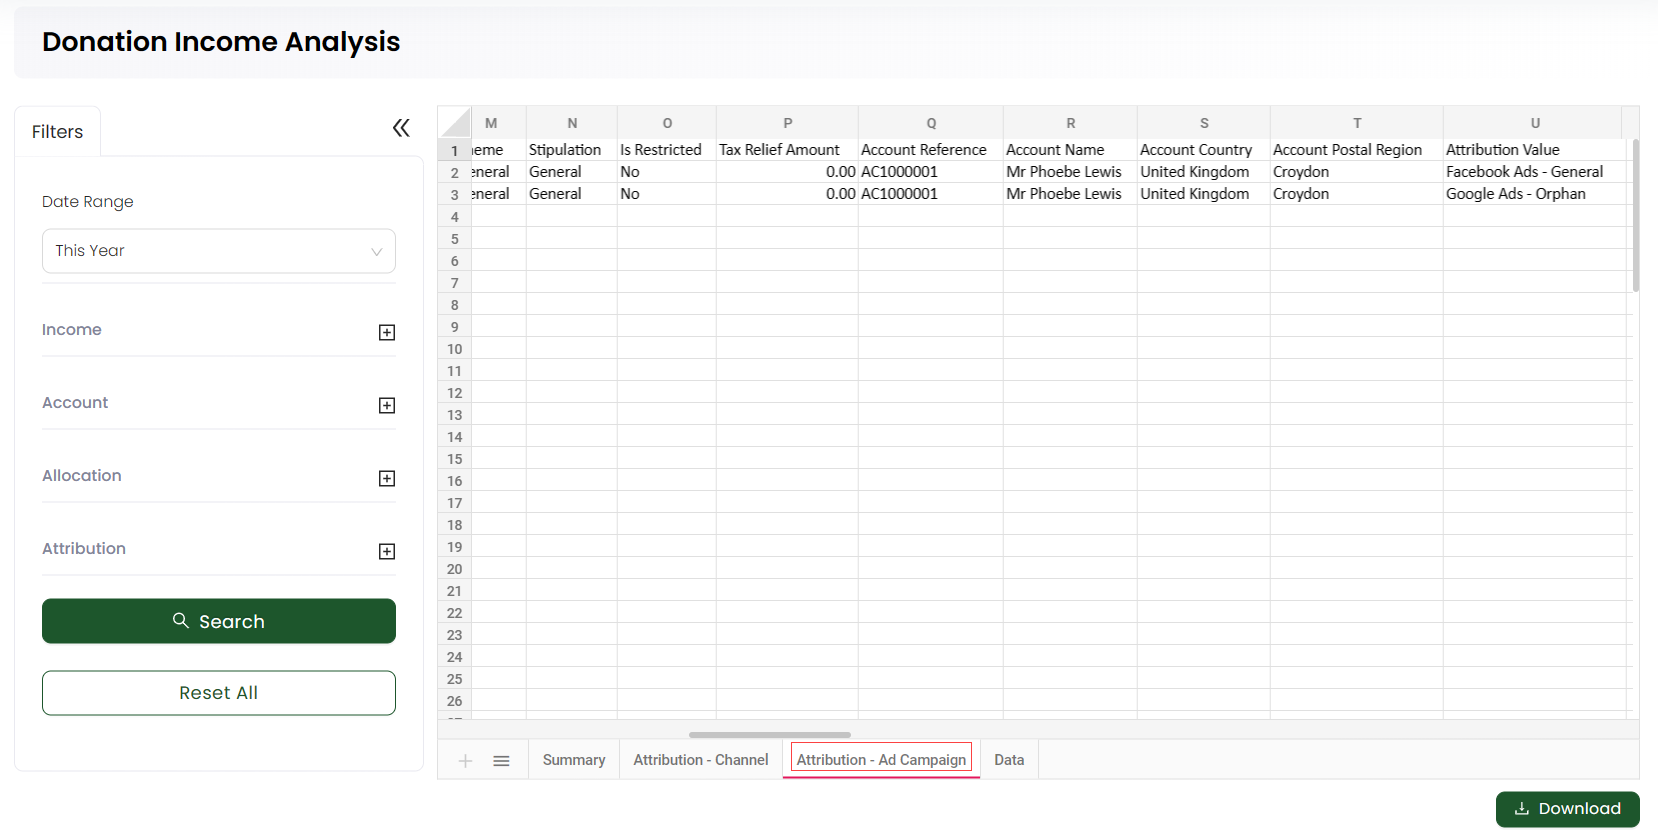 Donation Income Analysis
Filters
Date Range
This Year
Income
Account
Allocation
Attribution
Search
Reset All
M N O P Q R S T U
1 eme Stipulation Is Restricted Tax Relief Amount Account Reference Account Name Account Country Account Postal Region Attribution Value
2 eneral General No 0.00 AC1000001 Mr Phoebe Lewis United Kingdom Croydon Facebook Ads - General
3 eneral General No 0.00 AC1000001 Mr Phoebe Lewis United Kingdom Croydon Google Ads - Orphan
4
5
6
7
8
9
10
11
12
13
14
15
16
17
18
19
20
21
22
23
24
25
26
Summary Attribution - Channel Attribution - Ad Campaign Data
Download